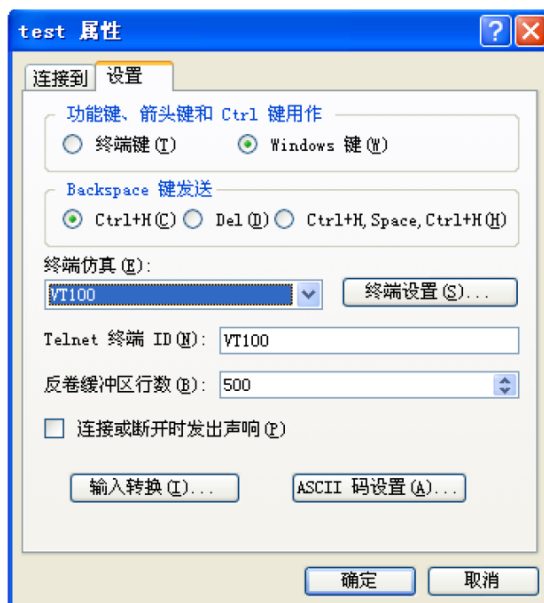 test 属性
连接到 设置
功能键、箭头键和 Ctrl 键用作
终端键(T) Windows 键(W)
Backspace 键发送
Ctrl+H(C) Del(D) Ctrl+H,Space,Ctrl+H(H)
终端仿真(E):
VT100 终端设置(S)...
Telnet 终端 ID(N): VT100
反卷缓冲区行数(B): 500
连接或断开时发出声响(P)
输入转换(I)... ASCII 码设置(A)...
确定 取消